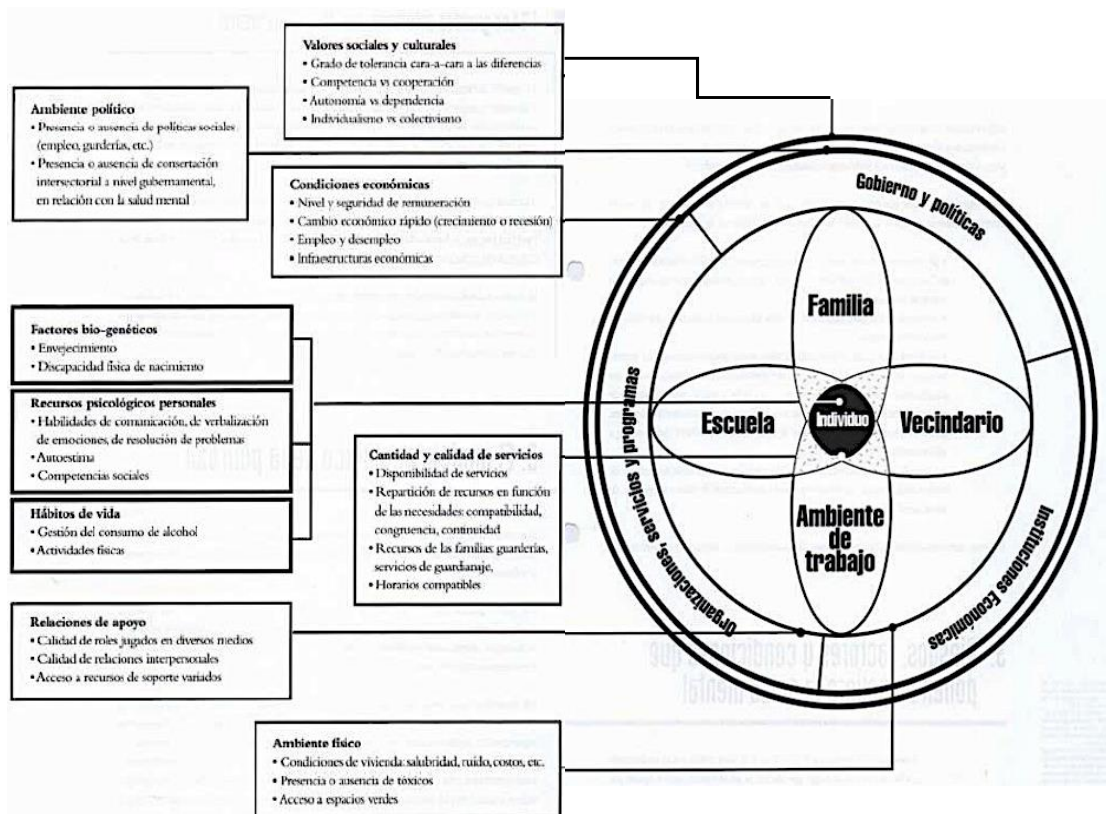 Valores sociales y culturales
• Grado de tolerancia cara-a-cara a las diferencias
• Competencia vs cooperación
• Autonomía vs dependencia
• Individualismo vs colectivismo
Ambiente político
• Presencia o ausencia de políticas sociales
(empleo, guarderías, etc.)
• Presencia o ausencia de consertación
intersectorial a nivel gubernamental,
en relación con la salud mental
Condiciones económicas
• Nivel y seguridad de remuneración
• Cambio económico rápido (crecimiento o recesión)
• Empleo y desempleo
• Infraestructuras económicas
Factores bio-genéticos
• Envejecimiento
• Discapacidad física de nacimiento
Recursos psicológicos personales
• Habilidades de comunicación, de verbalización
de emociones, de resolución de problemas
• Autoestima
• Competencias sociales
Hábitos de vida
• Gestión del consumo de alcohol
• Actividades físicas
Cantidad y calidad de servicios
• Disponibilidad de servicios
• Repartición de recursos en función
de las necesidades: compatibilidad,
congruencia, continuidad
• Recursos de las familias: guarderías,
servicios de guardianaje,
• Horarios compatibles
Relaciones de apoyo
• Calidad de roles jugados en diversos medios
• Calidad de relaciones interpersonales
• Acceso a recursos de soporte variados
Ambiente físico
• Condiciones de vivienda: salubridad, ruido, costos, etc.
• Presencia o ausencia de tóxicos
• Acceso a espacios verdes
Gobierno y políticas
Organizaciones, servicios y programas
Instituciones Económicas
Familia
Escuela
Individuo
Vecindario
Ambiente
de
trabajo